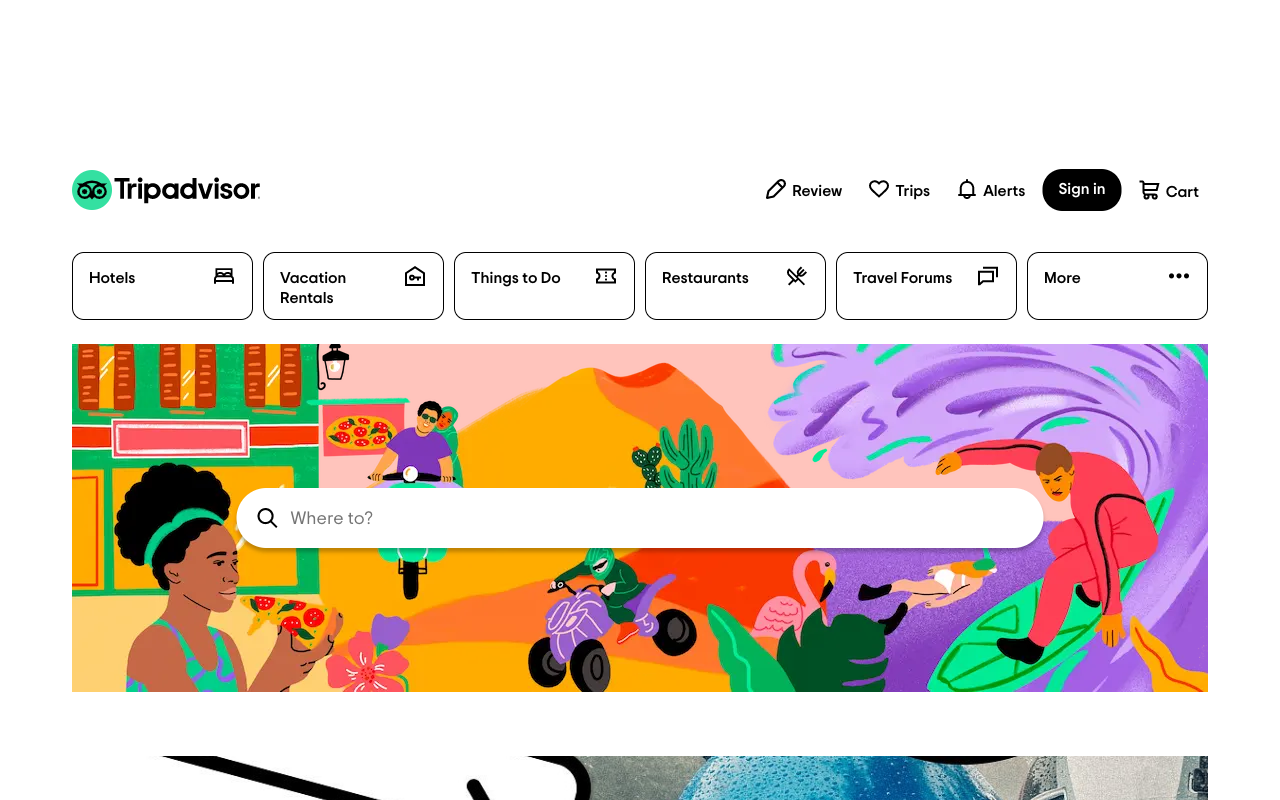 Tripadvisor
Review
Trips
Alerts
Sign in
Cart
Hotels
Vacation
Rentals
Things to Do
Restaurants
Travel Forums
More
Where to?